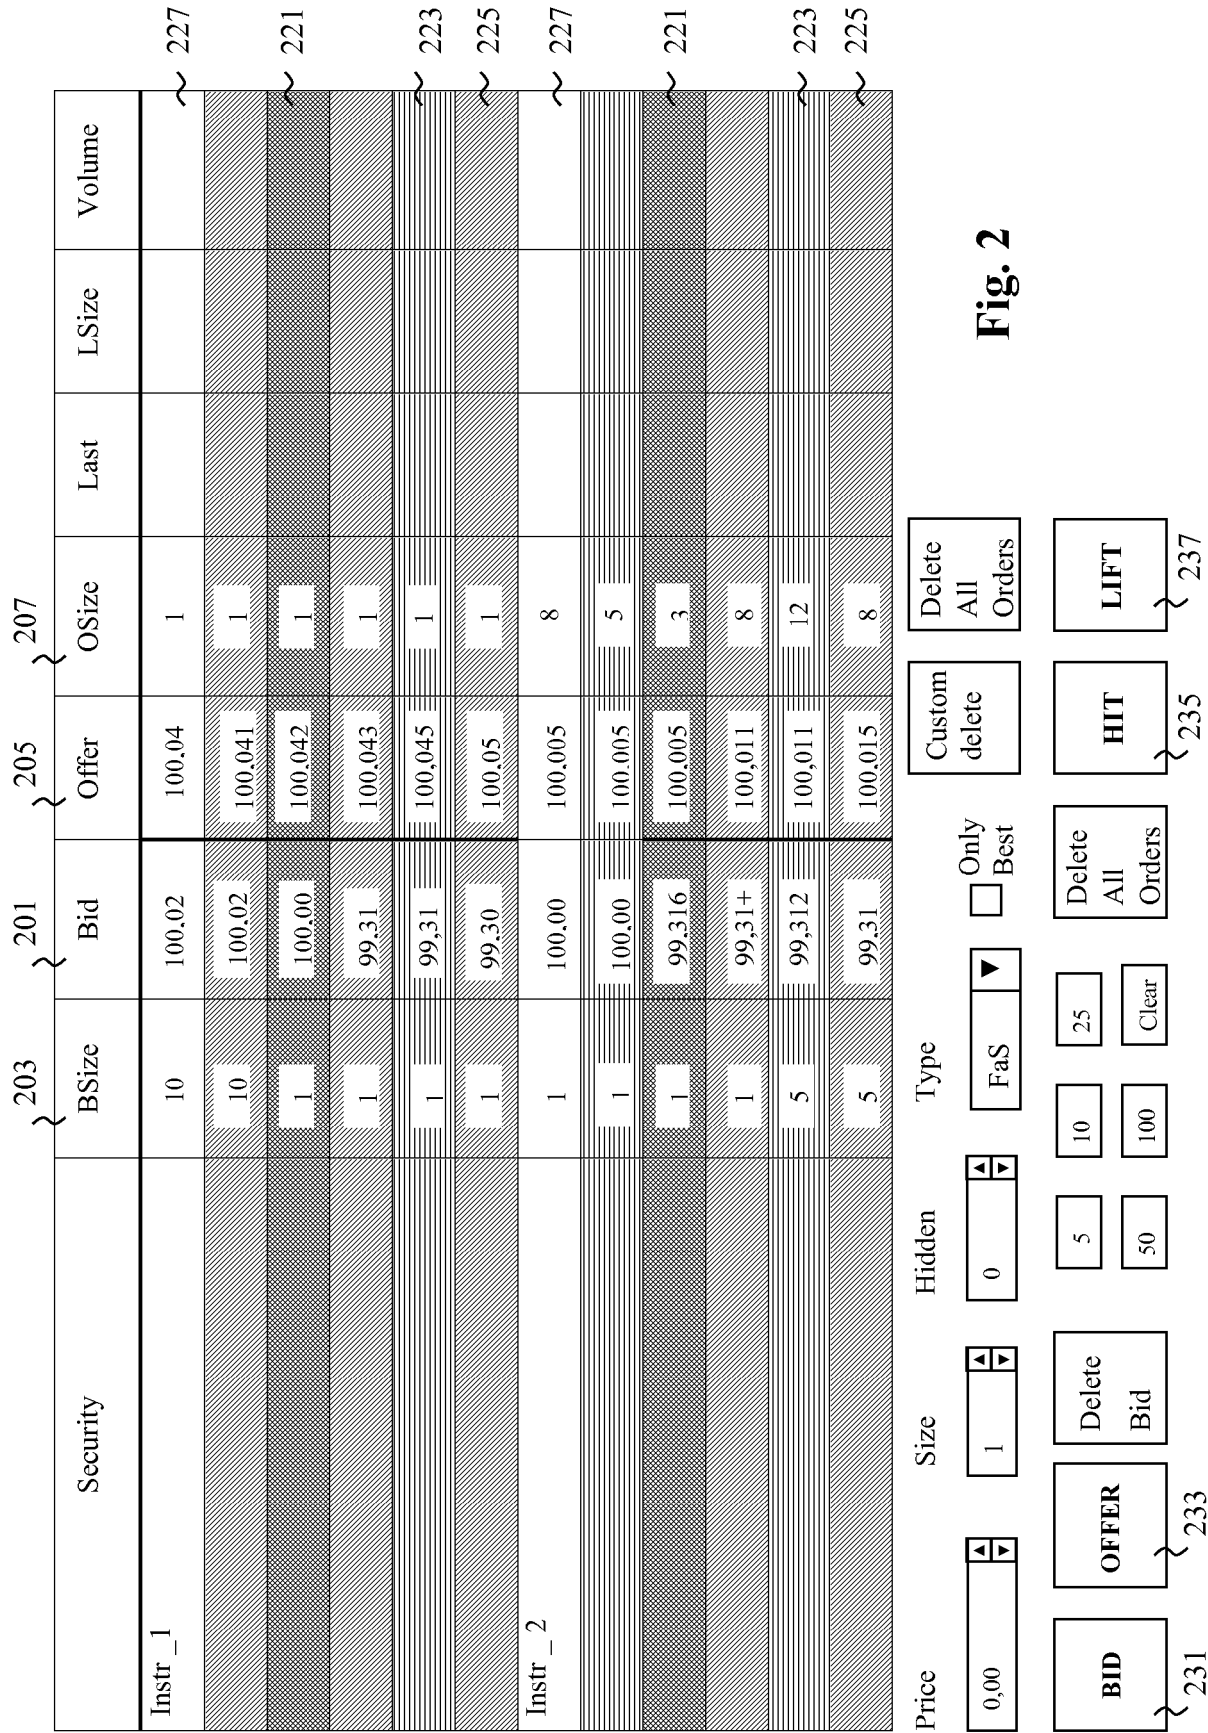 203 201 205 207
Security BSize Bid Offer OSize Last LSize Volume
Instr _1 10 100.02 100.04 1 227
10 100.02 100.041 1
1 100.00 100.042 1 221
1 99.31 100.043 1
1 99,31 100,045 1 223
1 99.30 100.05 1 225
Instr _ 2 1 100.00 100.005 8 227
1 100.00 100.005 5
1 99.316 100.005 3 221
1 99,31+ 100,011 8
5 99,312 100,011 12 223
5 99.31 100.015 8 225
Price Size Hidden Type
0,00 1 0 FaS
Only
Best
Custom
delete
Delete
All
Orders
BID OFFER
Delete
Bid
5 10 25
50 100 Clear
Delete
All
Orders
HIT LIFT
231 233 235 237
Fig. 2